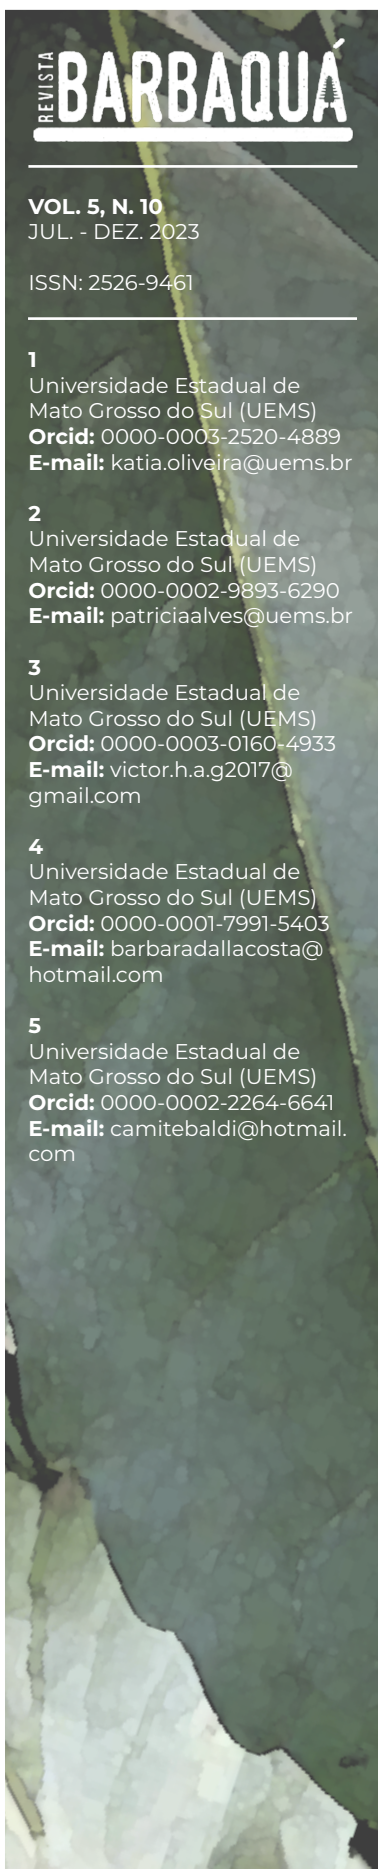 REVISTA
BARBAQUÁ
VOL. 5, N. 10
JUL. - DEZ. 2023
ISSN: 2526-9461
1
Universidade Estadual de
Mato Grosso do Sul (UEMS)
Orcid: 0000-0003-2520-4889
E-mail: katia.oliveira@uems.br
2
Universidade Estadual de
Mato Grosso do Sul (UEMS)
Orcid: 0000-0002-9893-6290
E-mail: patriciaalves@uems.br
3
Universidade Estadual de
Mato Grosso do Sul (UEMS)
Orcid: 0000-0003-0160-4933
E-mail: victor.h.a.g2017@
gmail.com
4
Universidade Estadual de
Mato Grosso do Sul (UEMS)
Orcid: 0000-0001-7991-5403
E-mail: barbaradallacosta@
hotmail.com
5
Universidade Estadual de
Mato Grosso do Sul (UEMS)
Orcid: 0000-0002-2264-6641
E-mail: camitebaldi@hotmail.
com